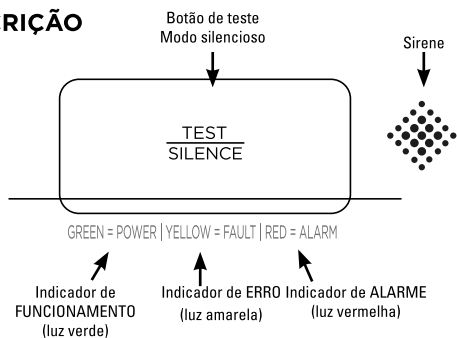 RIÇÃO
Botão de teste
Modo silencioso
Sirene
TEST
SILENCE
GREEN = POWER | YELLOW = FAULT | RED = ALARM
Indicador de
FUNCIONAMENTO
(luz verde)
Indicador de ERRO
(luz amarela)
Indicador de ALARME
(luz vermelha)